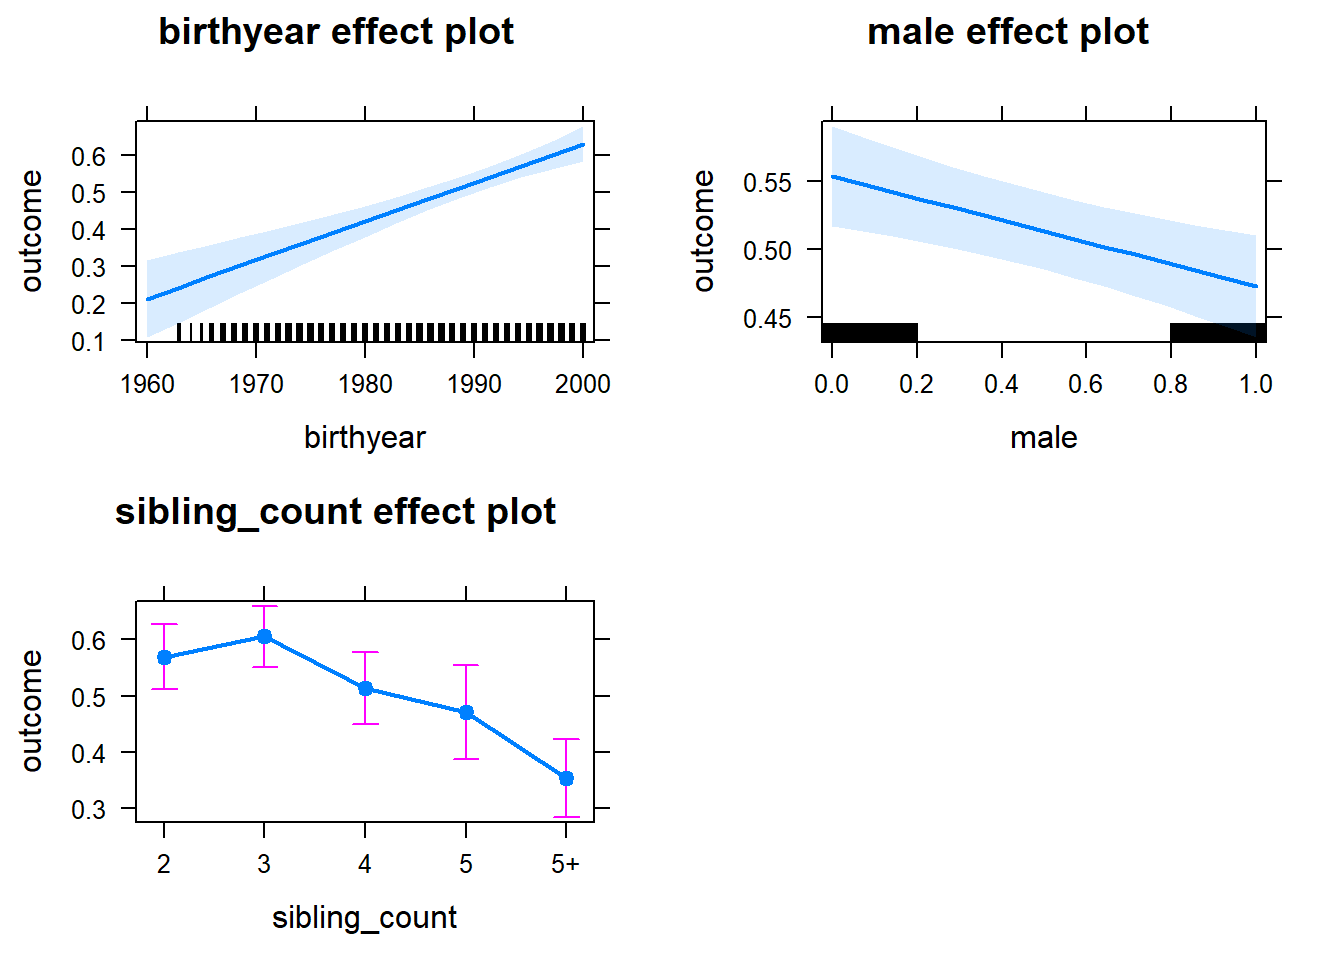 birthyear effect plot
outcome
0.6
0.5
0.4
0.3
0.2
0.1
1960 1970 1980 1990 2000
birthyear
male effect plot
outcome
0.55
0.50
0.45
0.0 0.2 0.4 0.6 0.8 1.0
male
sibling_count effect plot
outcome
0.6
0.5
0.4
0.3
2 3 4 5 5+
sibling_count